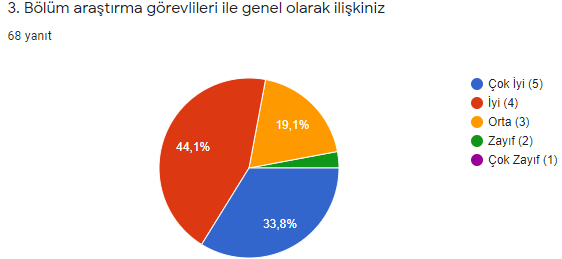 3. Bölüm araştırma görevlileri ile genel olarak ilişkiniz
68 yanıt
Çok İyi (5)
İyi (4)
Orta (3)
Zayıf (2)
Çok Zayıf (1)
19,1%
44,1%
33,8%